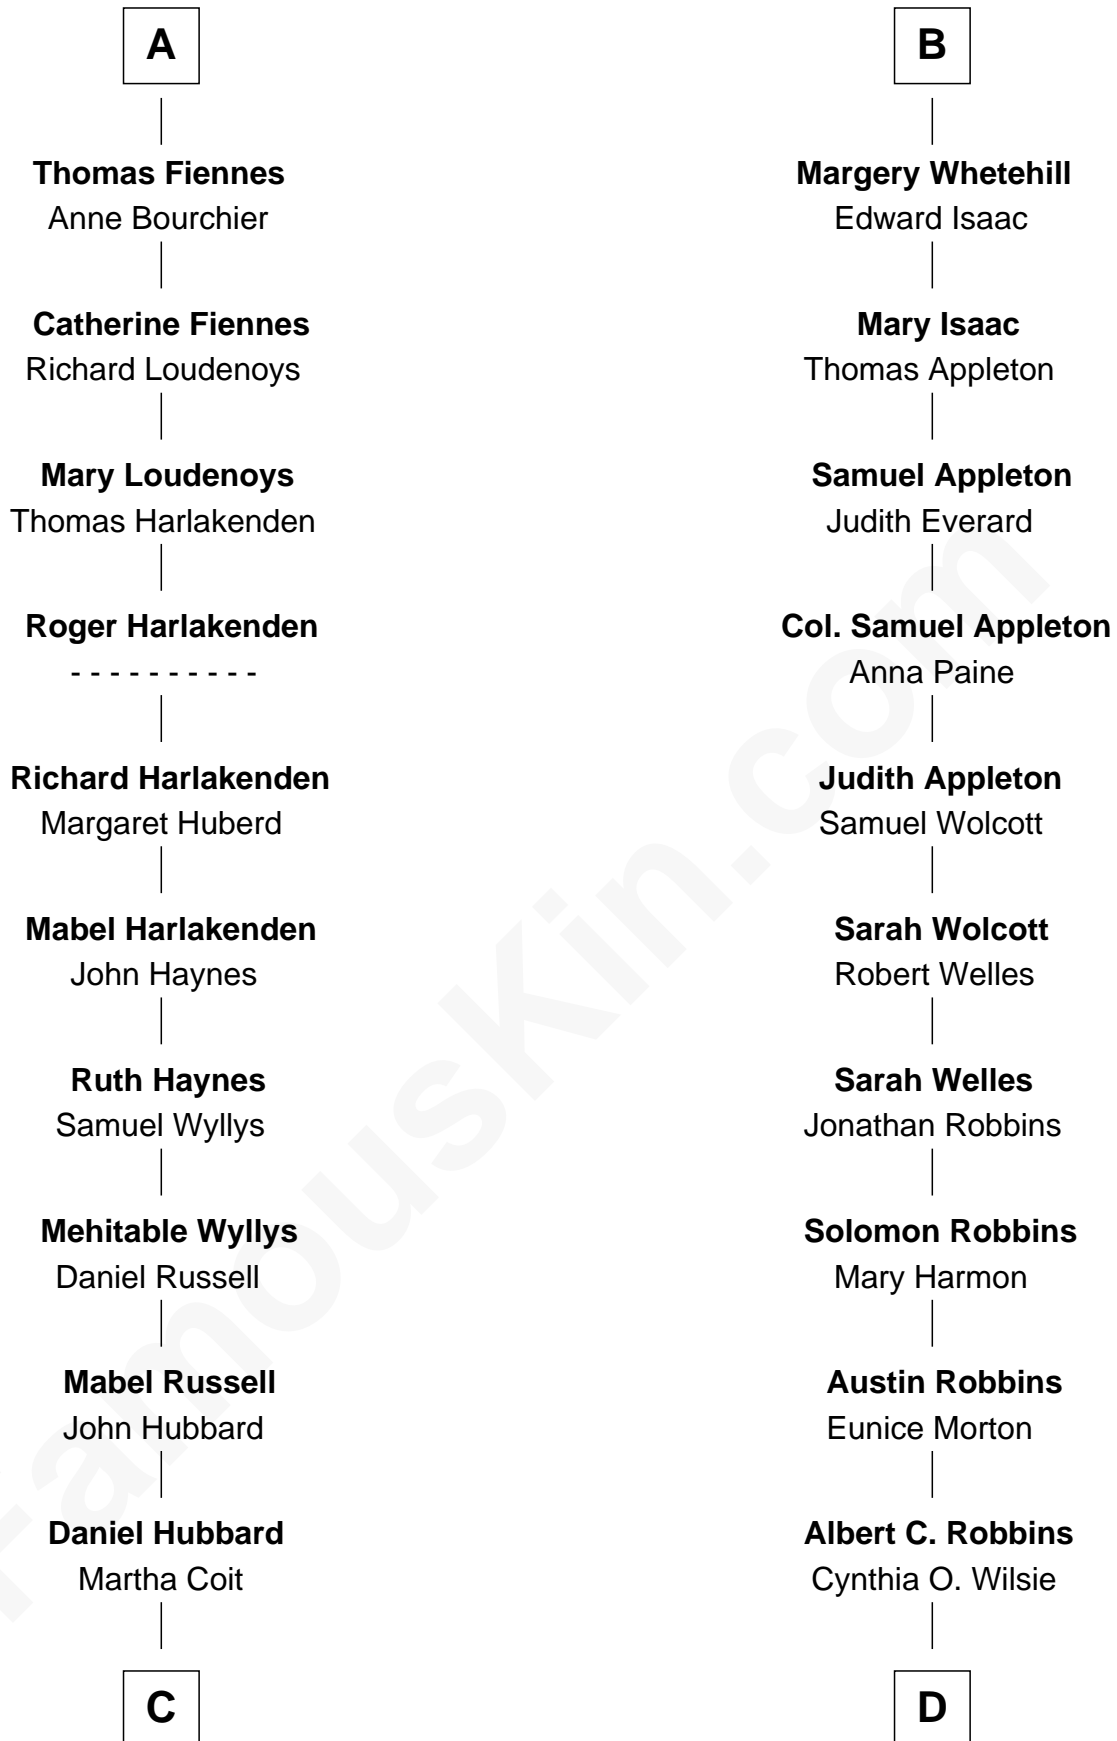 A
Thomas Fiennes
Anne Bourchier
Catherine Fiennes
Richard Loudenoys
Mary Loudenoys
Thomas Harlakenden
Roger Harlakenden
- - - - - - - - - -
Richard Harlakenden
Margaret Huberd
Mabel Harlakenden
John Haynes
Ruth Haynes
Samuel Wyllys
Mehitable Wyllys
Daniel Russell
Mabel Russell
John Hubbard
Daniel Hubbard
Martha Coit
C
B
Margery Whetehill
Edward Isaac
Mary Isaac
Thomas Appleton
Samuel Appleton
Judith Everard
Col. Samuel Appleton
Anna Paine
Judith Appleton
Samuel Wolcott
Sarah Wolcott
Robert Welles
Sarah Welles
Jonathan Robbins
Solomon Robbins
Mary Harmon
Austin Robbins
Eunice Morton
Albert C. Robbins
Cynthia O. Wilsie
D
FamousKin.com